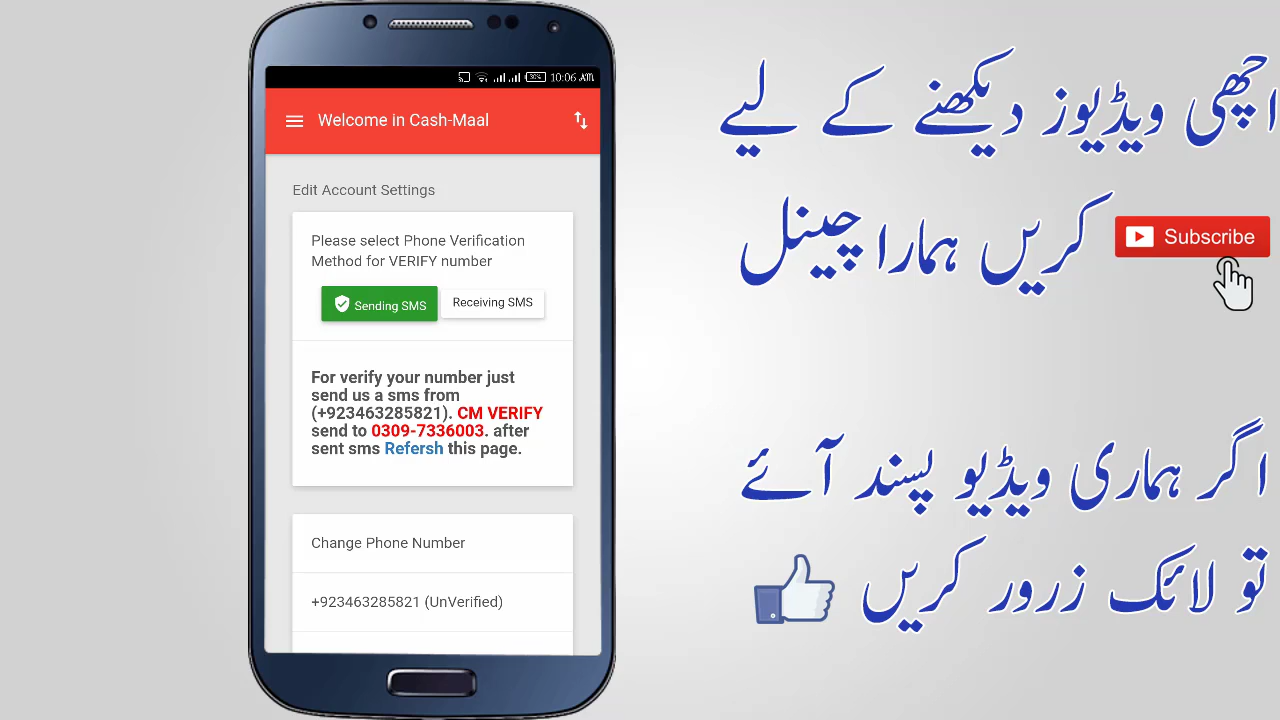 10:06 AM
Welcome in Cash-Maal
Edit Account Settings
Please select Phone Verification
Method for VERIFY number
Sending SMS
Receiving SMS
For verify your number just
send us a sms from
(+923463285821). CM VERIFY
send to 0309-7336003. after
sent sms Refersh this page.
Change Phone Number
+923463285821 (UnVerified)
اچھی ویڈیوز دیکھنے کے لیے
Subscribe کریں ہمارا چینل
اگر ہماری ویڈیو پسند آئے
تو لائک زرور کریں